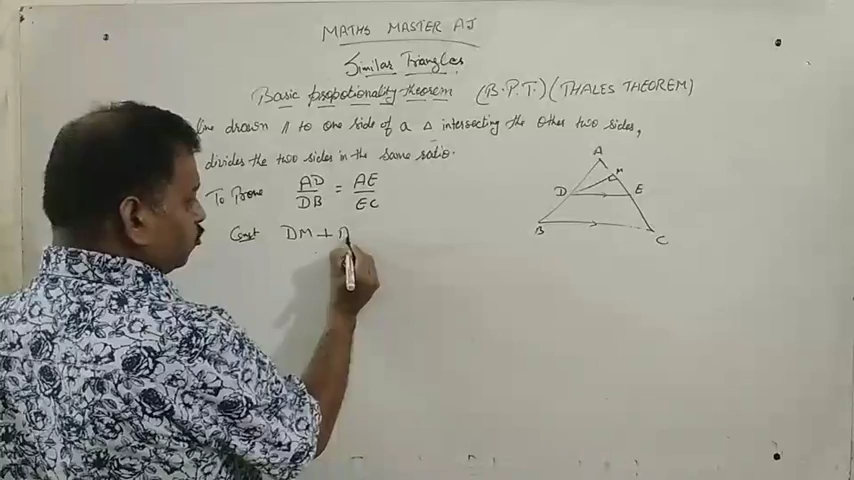 MATHS MASTER AJ
Similar Triangles
Basic propotionality theorem (B.P.T.) (THALES THEOREM)
line drawn // to one side of a Δ intersecting the other two sides,
divides the two sides in the same ratio.
To Prove AD/DB = AE/EC
Const DM ⊥ A
A
M
D E
B
C